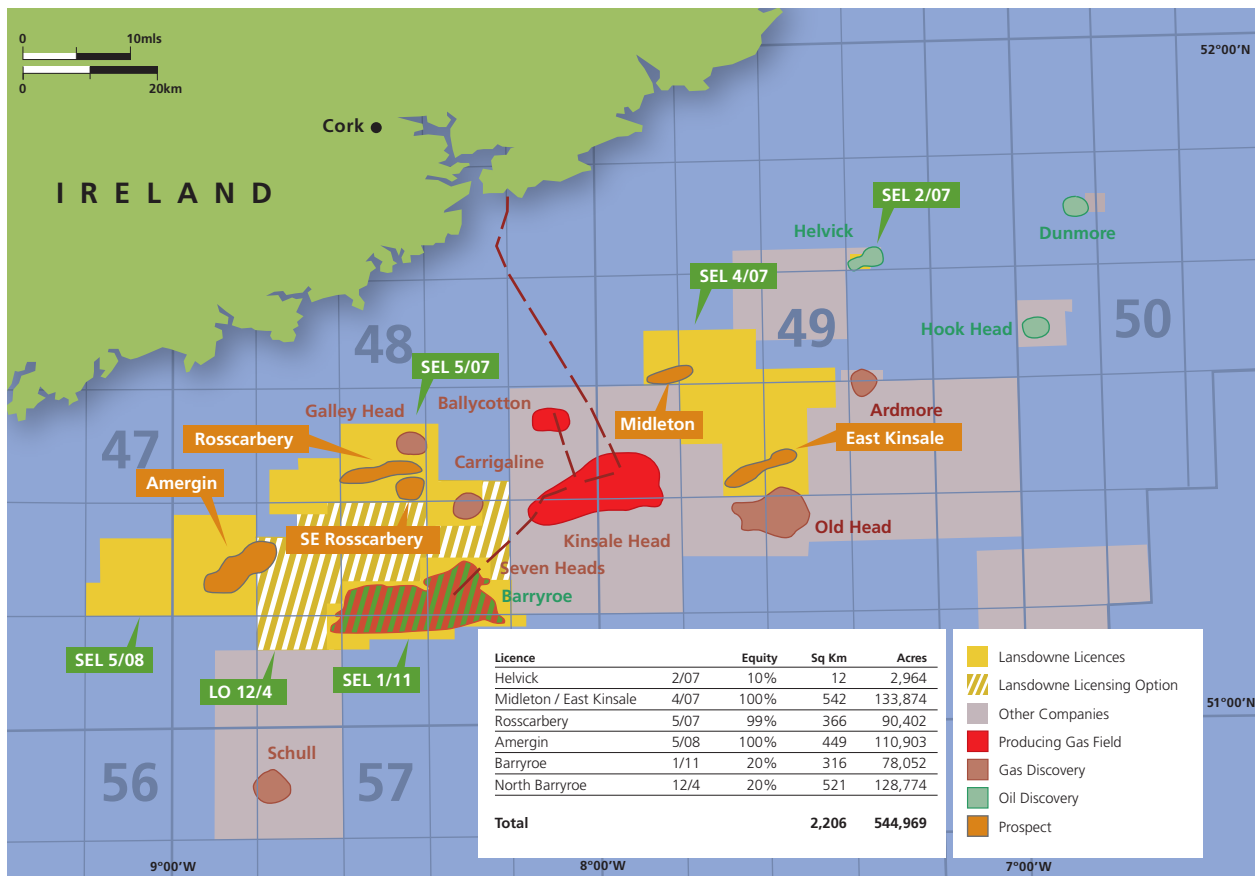 0 10mls
0 20km
52°00'N
Cork
IRELAND
SEL 2/07
Helvick
Dunmore
SEL 4/07
49
50
Hook Head
48
SEL 5/07
Galley Head
Ballycotton
Ardmore
Midleton
East Kinsale
Rosscarbery
47
Carrigaline
Amergin
SE Rosscarbery
Old Head
Kinsale Head
Seven Heads
Barryroe
SEL 5/08
LO 12/4
SEL 1/11
Schull
56
57
Licence Equity Sq Km Acres
Helvick 2/07 10% 12 2,964
Midleton / East Kinsale 4/07 100% 542 133,874
Rosscarbery 5/07 99% 366 90,402
Amergin 5/08 100% 449 110,903
Barryroe 1/11 20% 316 78,052
North Barryroe 12/4 20% 521 128,774
Total 2,206 544,969
Lansdowne Licences
Lansdowne Licensing Option
Other Companies
Producing Gas Field
Gas Discovery
Oil Discovery
Prospect
51°00'N
9°00'W
8°00'W
7°00'W